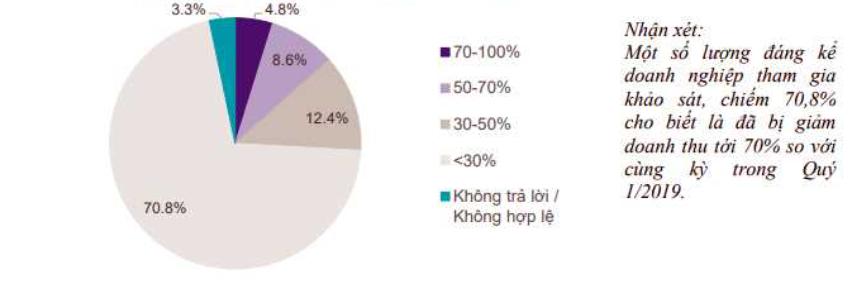 3.3%
4.8%
8.6%
12.4%
70.8%
70-100%
50-70%
30-50%
<30%
Không trả lời /
Không hợp lệ
Nhận xét:
Một số lượng đáng kể
doanh nghiệp tham gia
khảo sát, chiếm 70,8%
cho biết là đã bị giảm
doanh thu tới 70% so với
cùng kỳ trong Quý
1/2019.